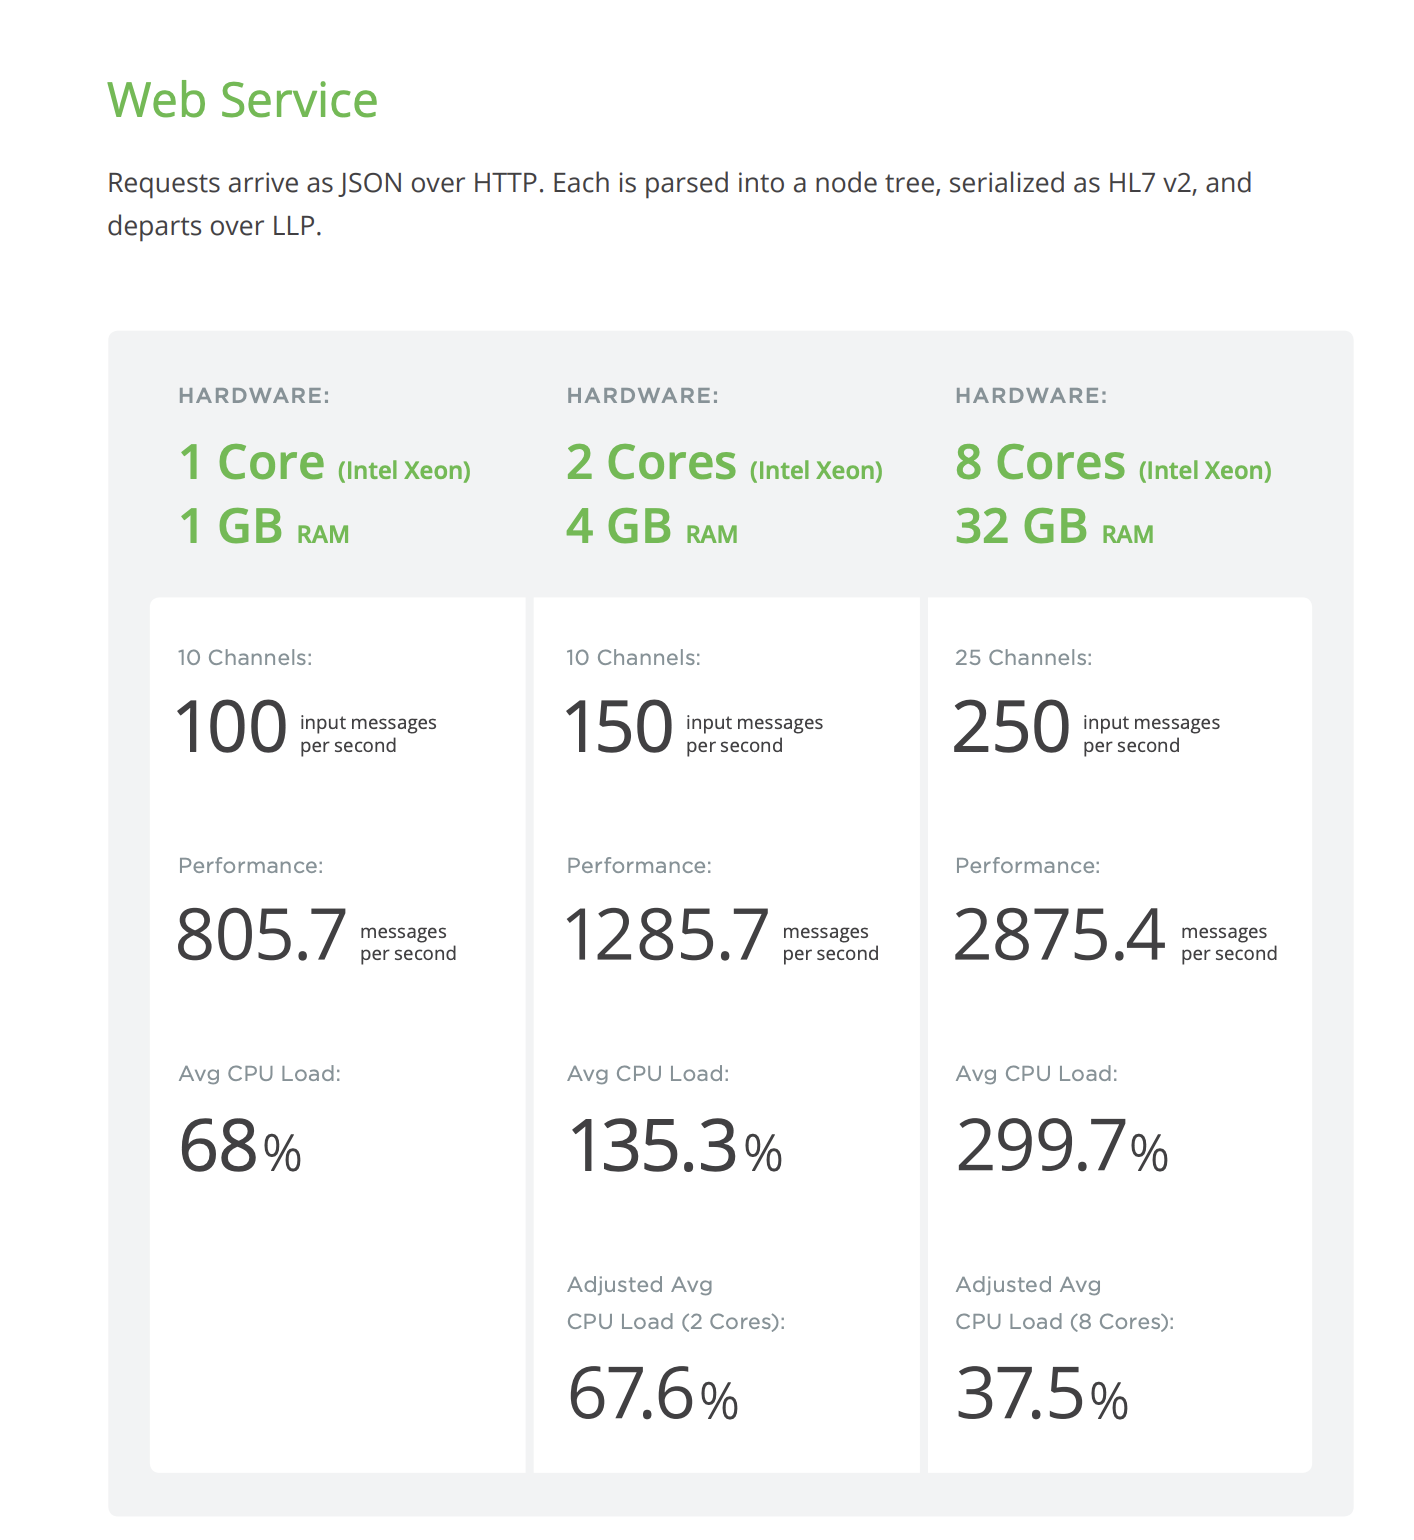 Web Service
Requests arrive as JSON over HTTP. Each is parsed into a node tree, serialized as HL7 v2, and
departs over LLP.
HARDWARE:
1 Core (Intel Xeon)
1 GB RAM
10 Channels:
100 input messages
per second
Performance:
805.7 messages
per second
Avg CPU Load:
68%
HARDWARE:
2 Cores (Intel Xeon)
4 GB RAM
10 Channels:
150 input messages
per second
Performance:
1285.7 messages
per second
Avg CPU Load:
135.3%
Adjusted Avg
CPU Load (2 Cores):
67.6%
HARDWARE:
8 Cores (Intel Xeon)
32 GB RAM
25 Channels:
250 input messages
per second
Performance:
2875.4 messages
per second
Avg CPU Load:
299.7%
Adjusted Avg
CPU Load (8 Cores):
37.5%